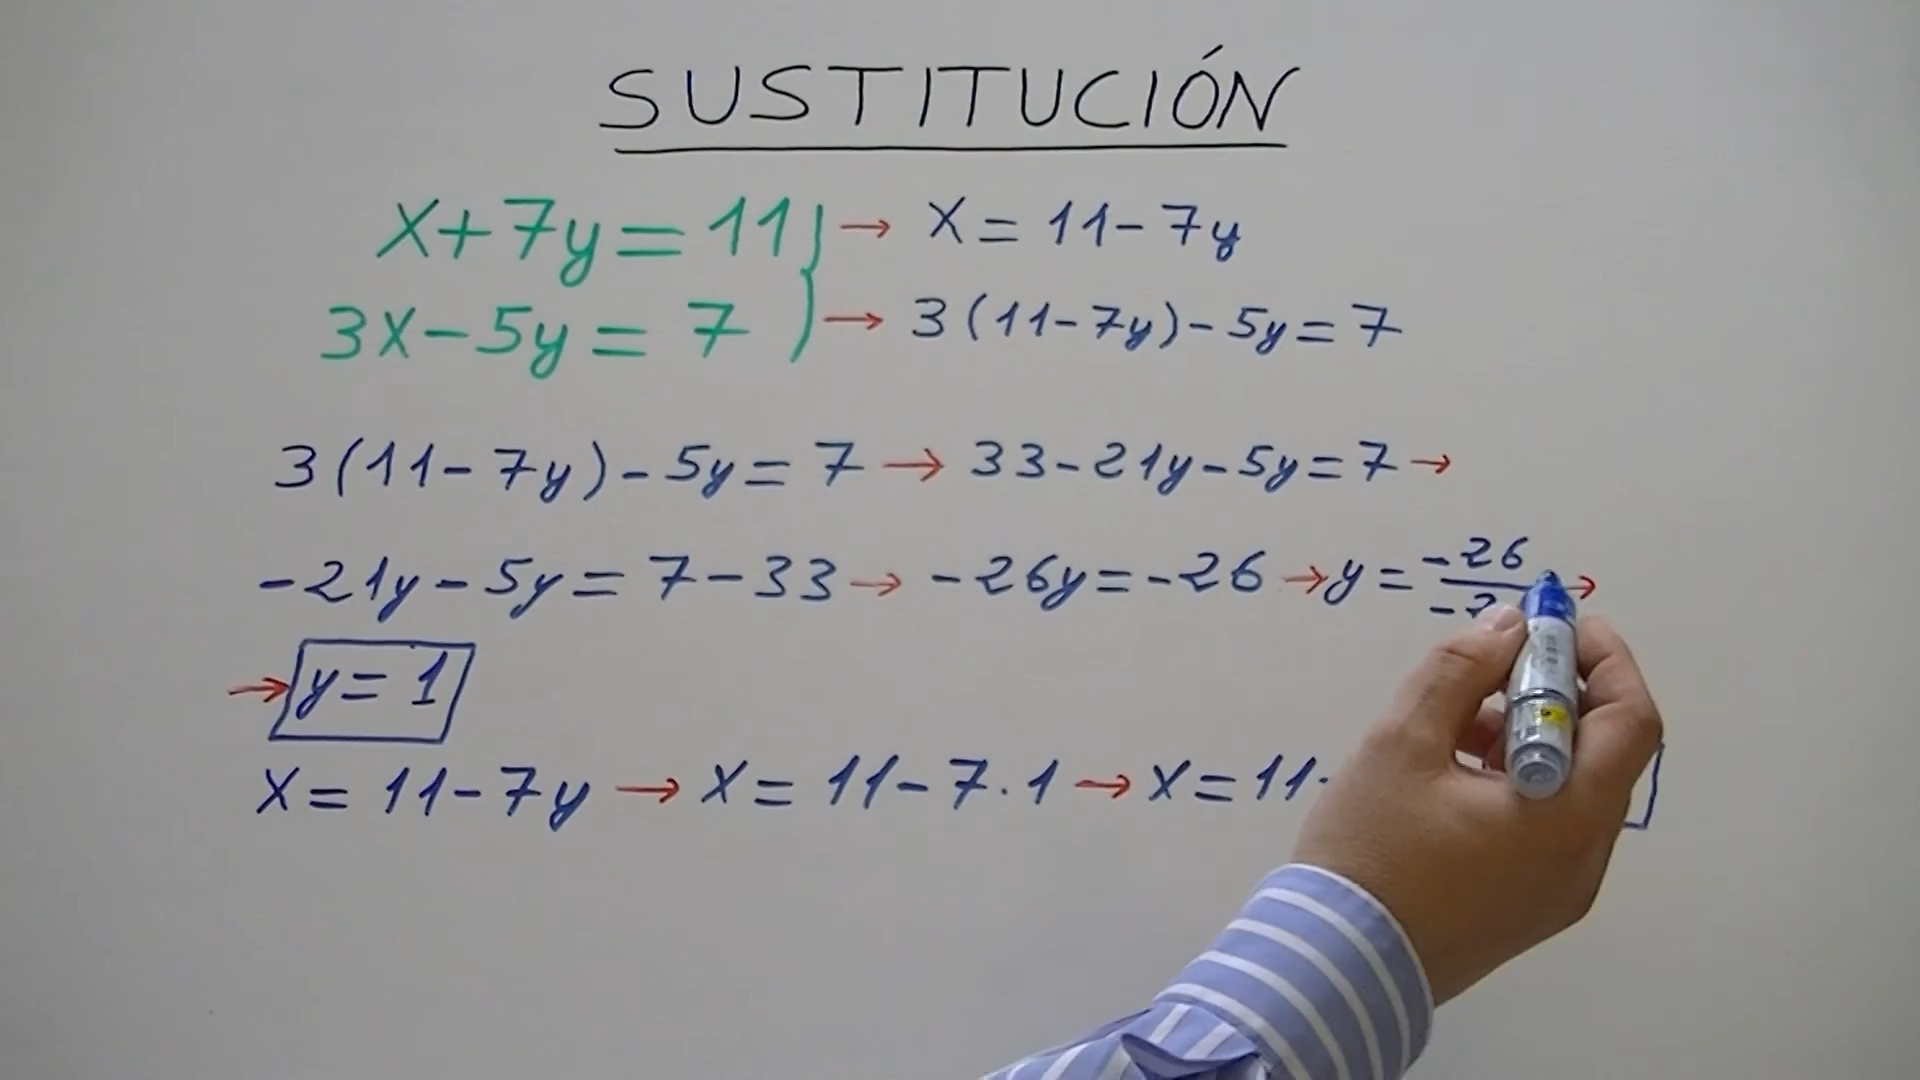 SUSTITUCIÓN
x+7y=11 } → x = 11-7y
3x-5y=7 } → 3(11-7y)-5y=7
3(11-7y)-5y=7 → 33-21y-5y=7 →
-21y-5y=7-33 → -26y=-26 → y = -26 →
→ y=1
x=11-7y → x=11-7·1 → x=11